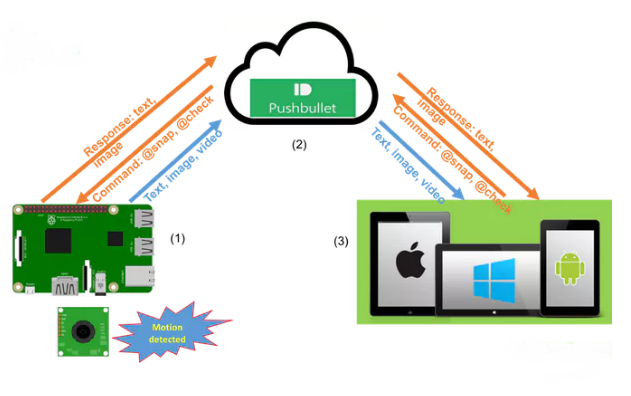 Pushbullet
(2)
Response: text,
image
Command: @snap, @check
Text, image, video
Response: text,
image
Command: @snap, @check
Text, image, video
(1)
(3)
Motion
detected